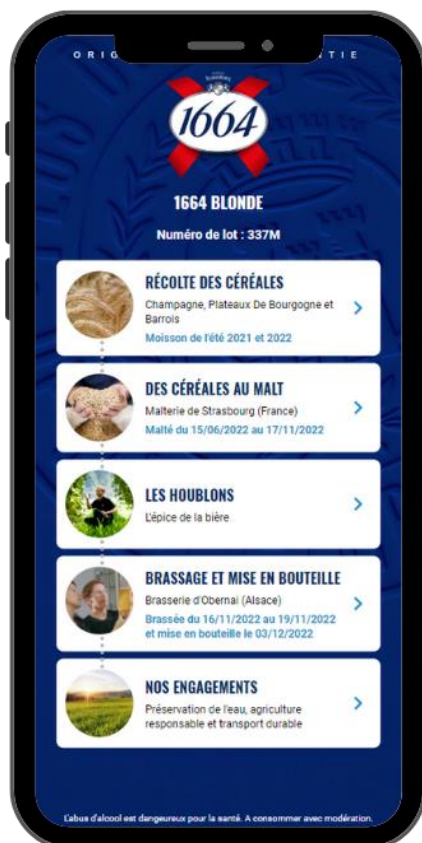 1664
1664 BLONDE
Numéro de lot : 337M
RÉCOLTE DES CÉRÉALES
Champagne, Plateaux De Bourgogne et
Barrois
Moisson de l'été 2021 et 2022
DES CÉRÉALES AU MALT
Malterie de Strasbourg (France)
Malté du 15/06/2022 au 17/11/2022
LES HOUBLONS
L'épice de la bière
BRASSAGE ET MISE EN BOUTEILLE
Brasserie d'Obernai (Alsace)
Brassée du 16/11/2022 au 19/11/2022
et mise en bouteille le 03/12/2022
NOS ENGAGEMENTS
Préservation de l'eau, agriculture
responsable et transport durable
L'abus d'alcool est dangeureux pour la santé. A consommer avec modération.